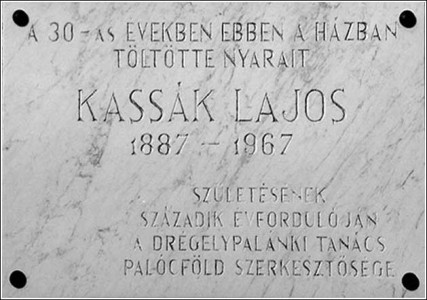 A 30-AS ÉVEKBEN EBBEN A HÁZBAN
TÖLTÖTTE NYARAIT
KASSÁK LAJOS
1887 – 1967
SZÜLETÉSÉNEK
SZÁZADIK ÉVFORDULÓJÁN
A DRÉGELYPALÁNKI TANÁCS
PALÓCFÖLD SZERKESZTŐSÉGE